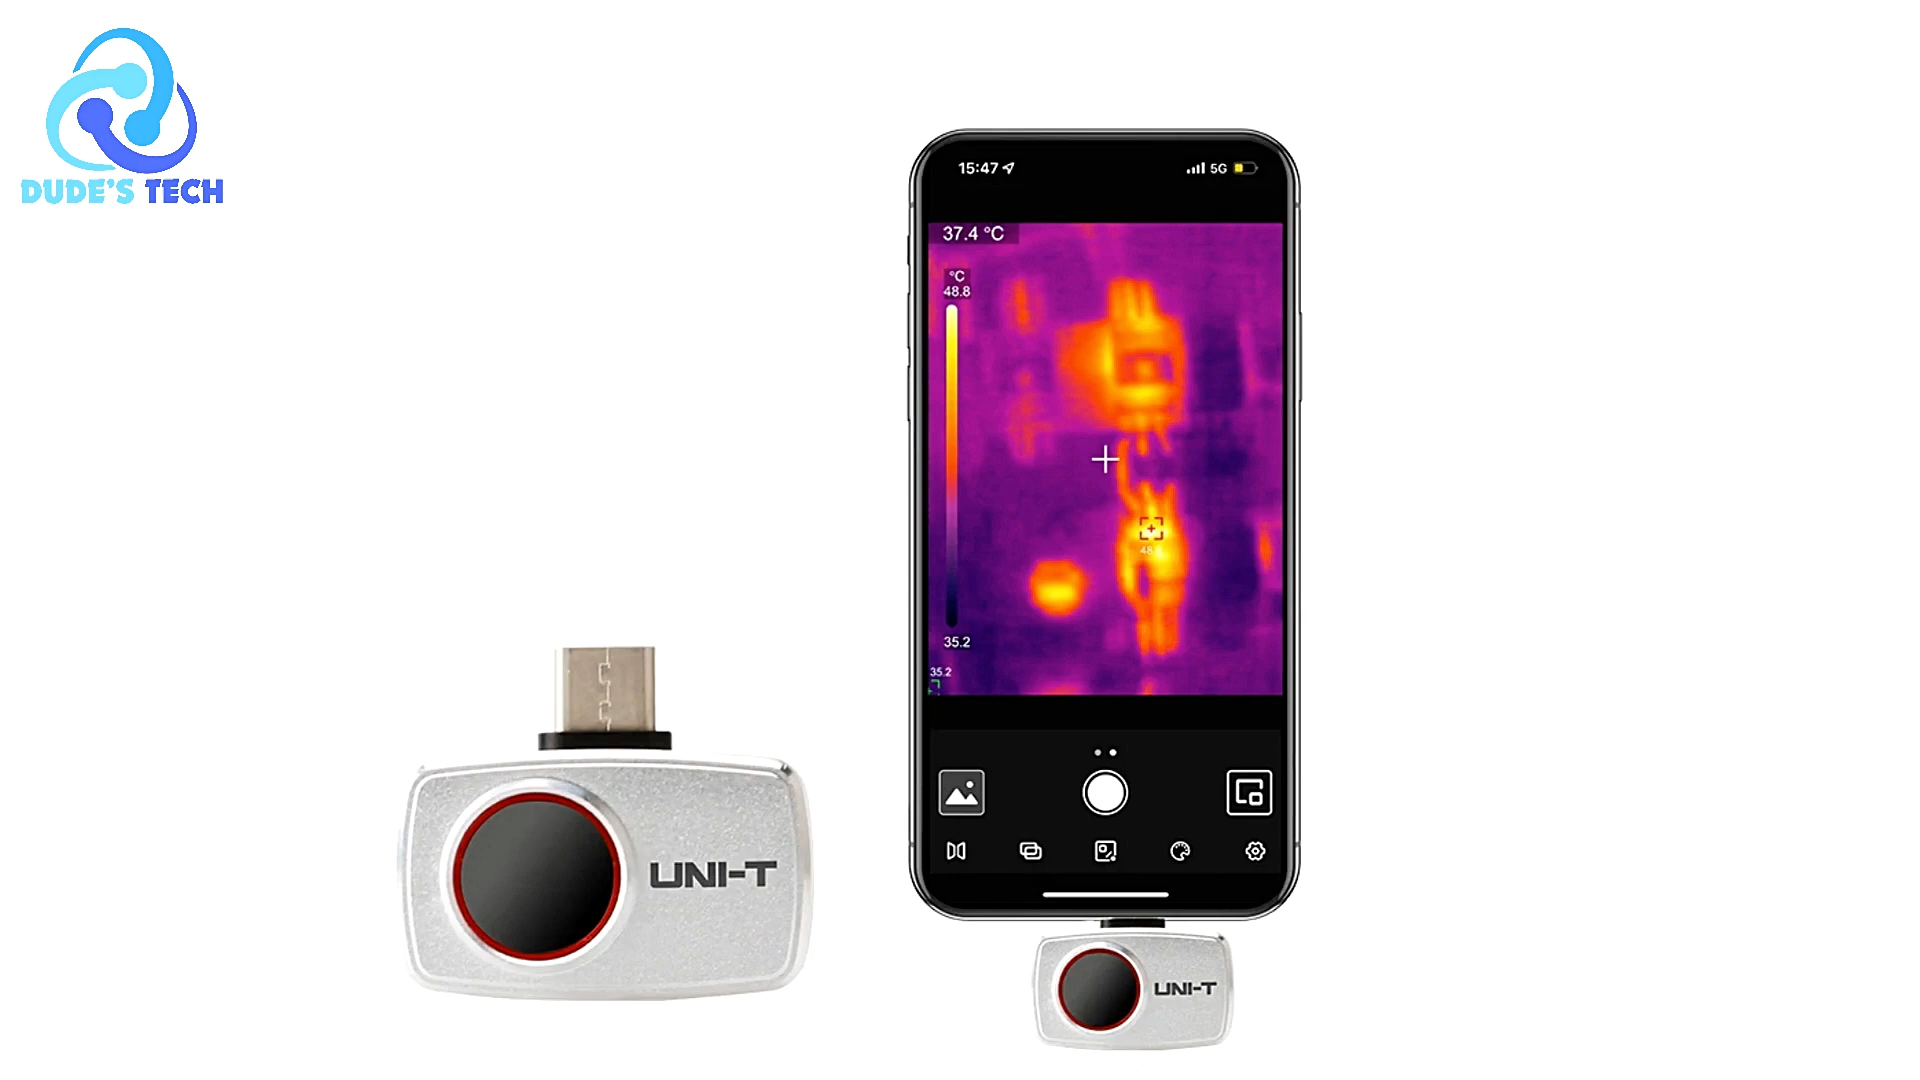 DUDE'S TECH
15:47
5G
37.4 °C
°C
48.8
35.2
35.2
UNI-T
UNI-T